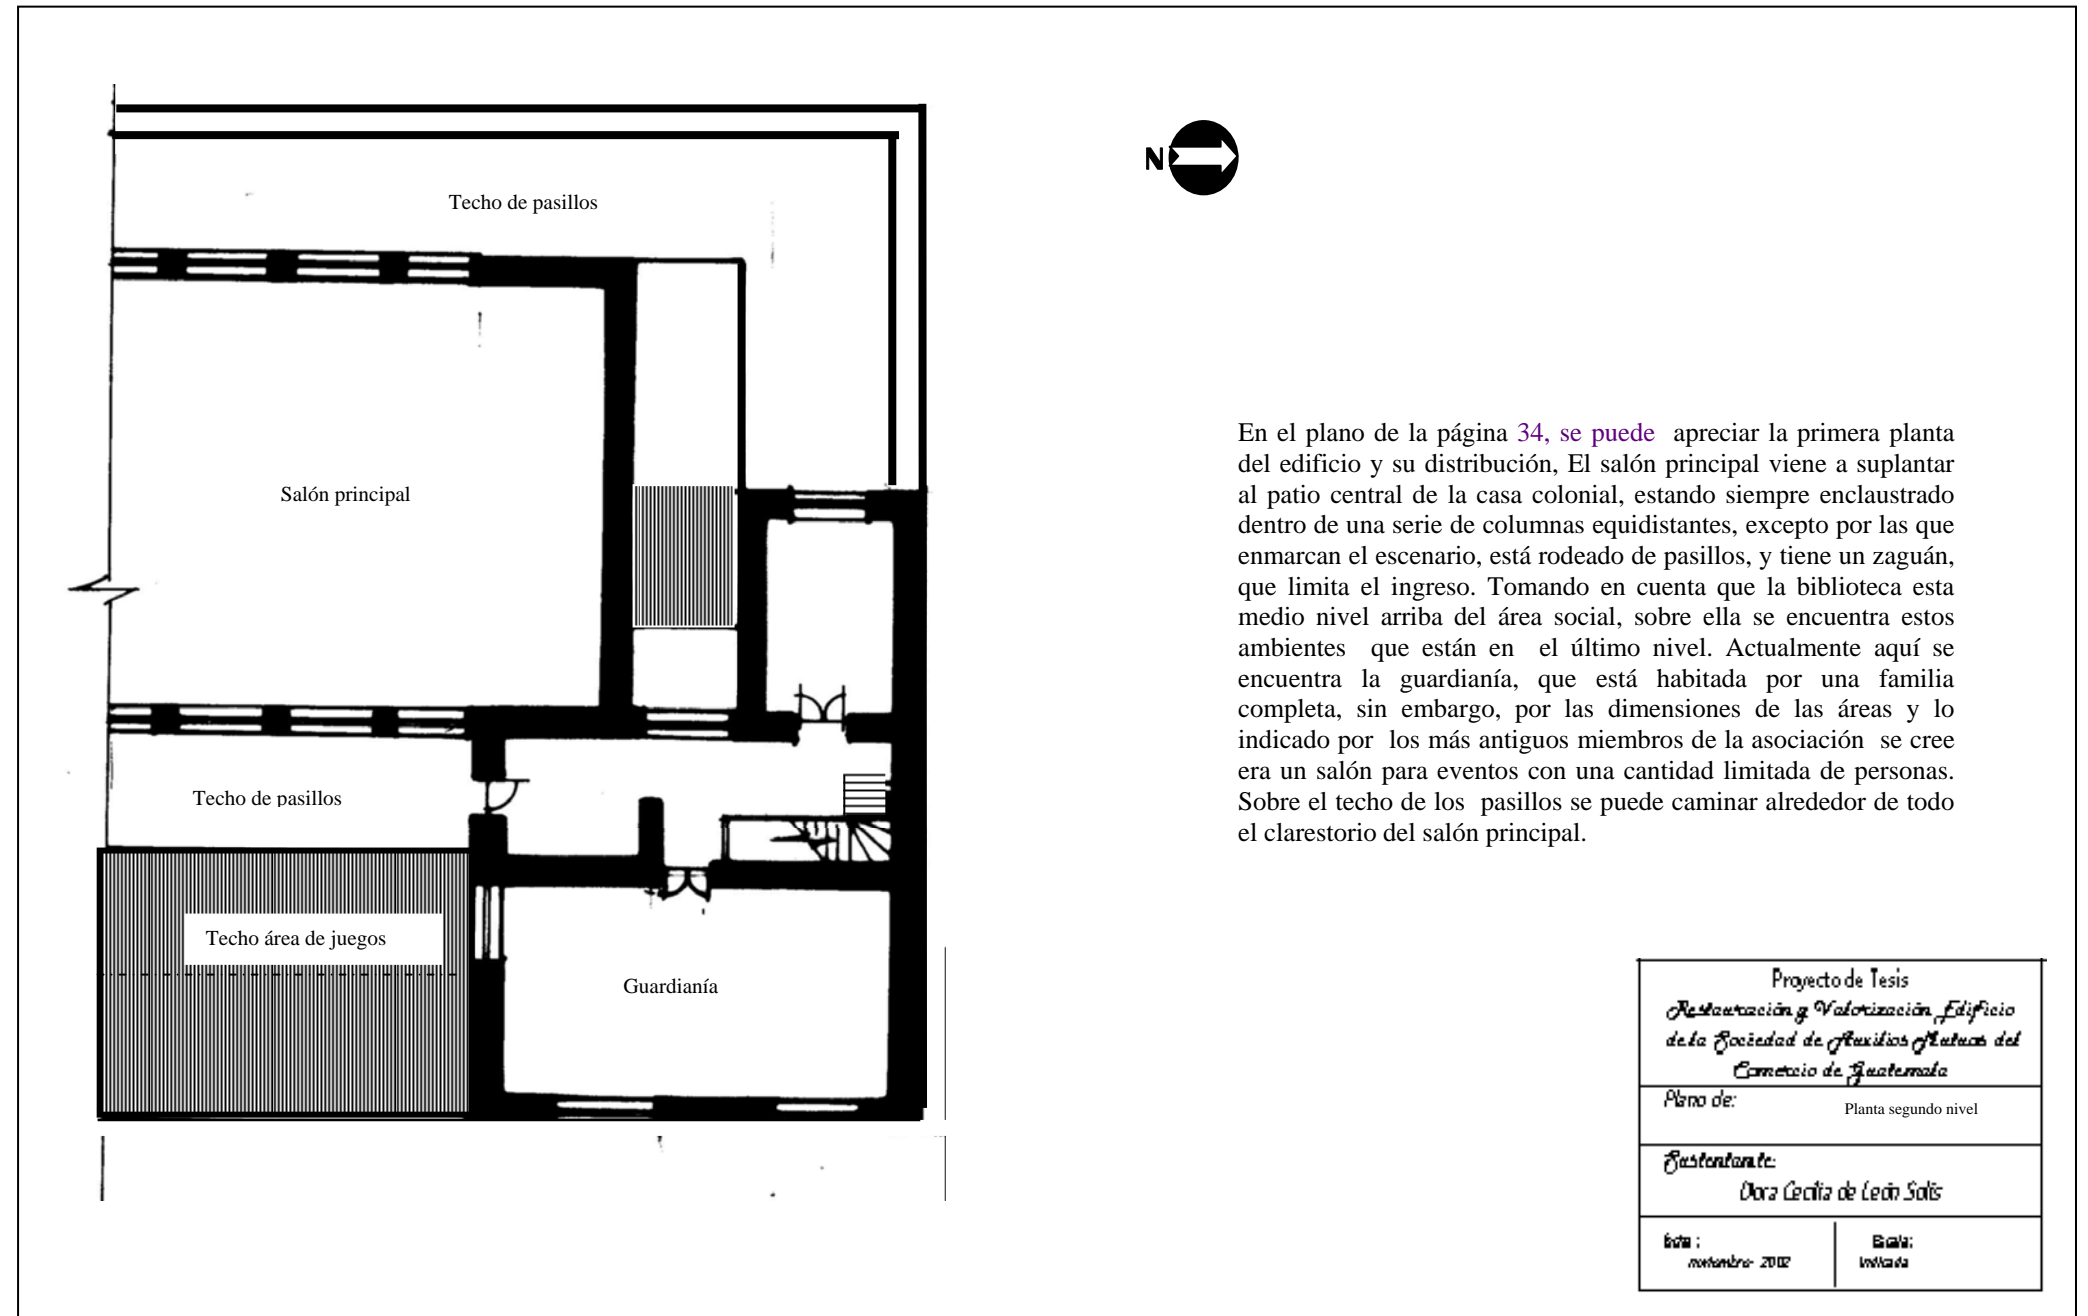 Techo de pasillos
N
Salón principal
Techo de pasillos
Techo área de juegos
Guardianía
En el plano de la página 34, se puede apreciar la primera planta
del edificio y su distribución, El salón principal viene a suplantar
al patio central de la casa colonial, estando siempre enclaustrado
dentro de una serie de columnas equidistantes, excepto por las que
enmarcan el escenario, está rodeado de pasillos, y tiene un zaguán,
que limita el ingreso. Tomando en cuenta que la biblioteca esta
medio nivel arriba del área social, sobre ella se encuentra estos
ambientes que están en el último nivel. Actualmente aquí se
encuentra la guardianía, que está habitada por una familia
completa, sin embargo, por las dimensiones de las áreas y lo
indicado por los más antiguos miembros de la asociación se cree
era un salón para eventos con una cantidad limitada de personas.
Sobre el techo de los pasillos se puede caminar alrededor de todo
el clarestorio del salón principal.
Proyecto de Tesis
Restauración y Valorización, Edificio
de la Sociedad de Auxilios Mutuos del
Comercio de Guatemala
Plano de:
Planta segundo nivel
Sustentante:
Dora Cecilia de León Solís
fecha :
noviembre- 2002
Escala:
Indicada